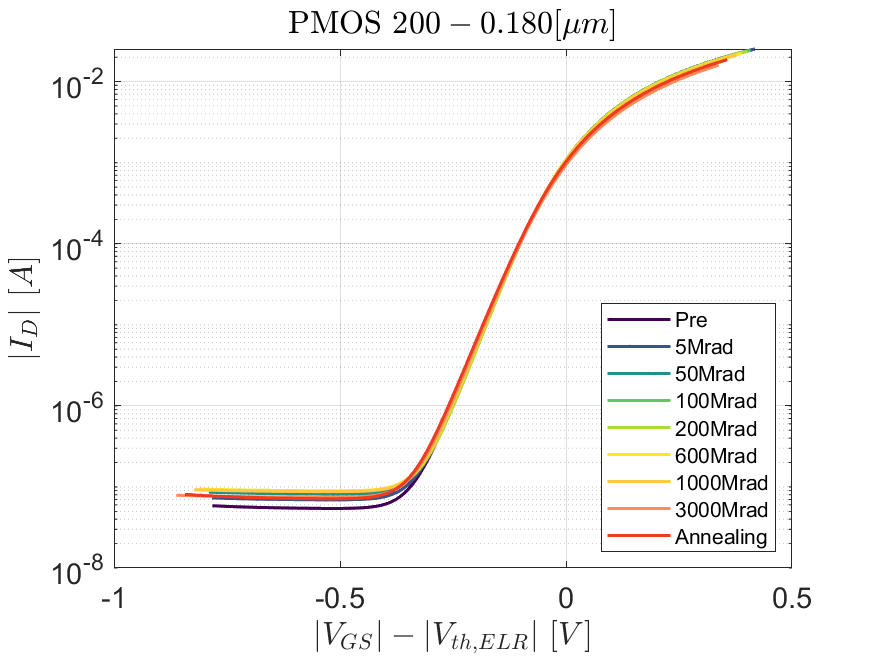 PMOS 200 − 0.180[μm]
|I_D| [A]
10^-2
10^-4
10^-6
10^-8
Pre
5Mrad
50Mrad
100Mrad
200Mrad
600Mrad
1000Mrad
3000Mrad
Annealing
-1 -0.5 0 0.5
|V_GS| − |V_th,ELR| [V]